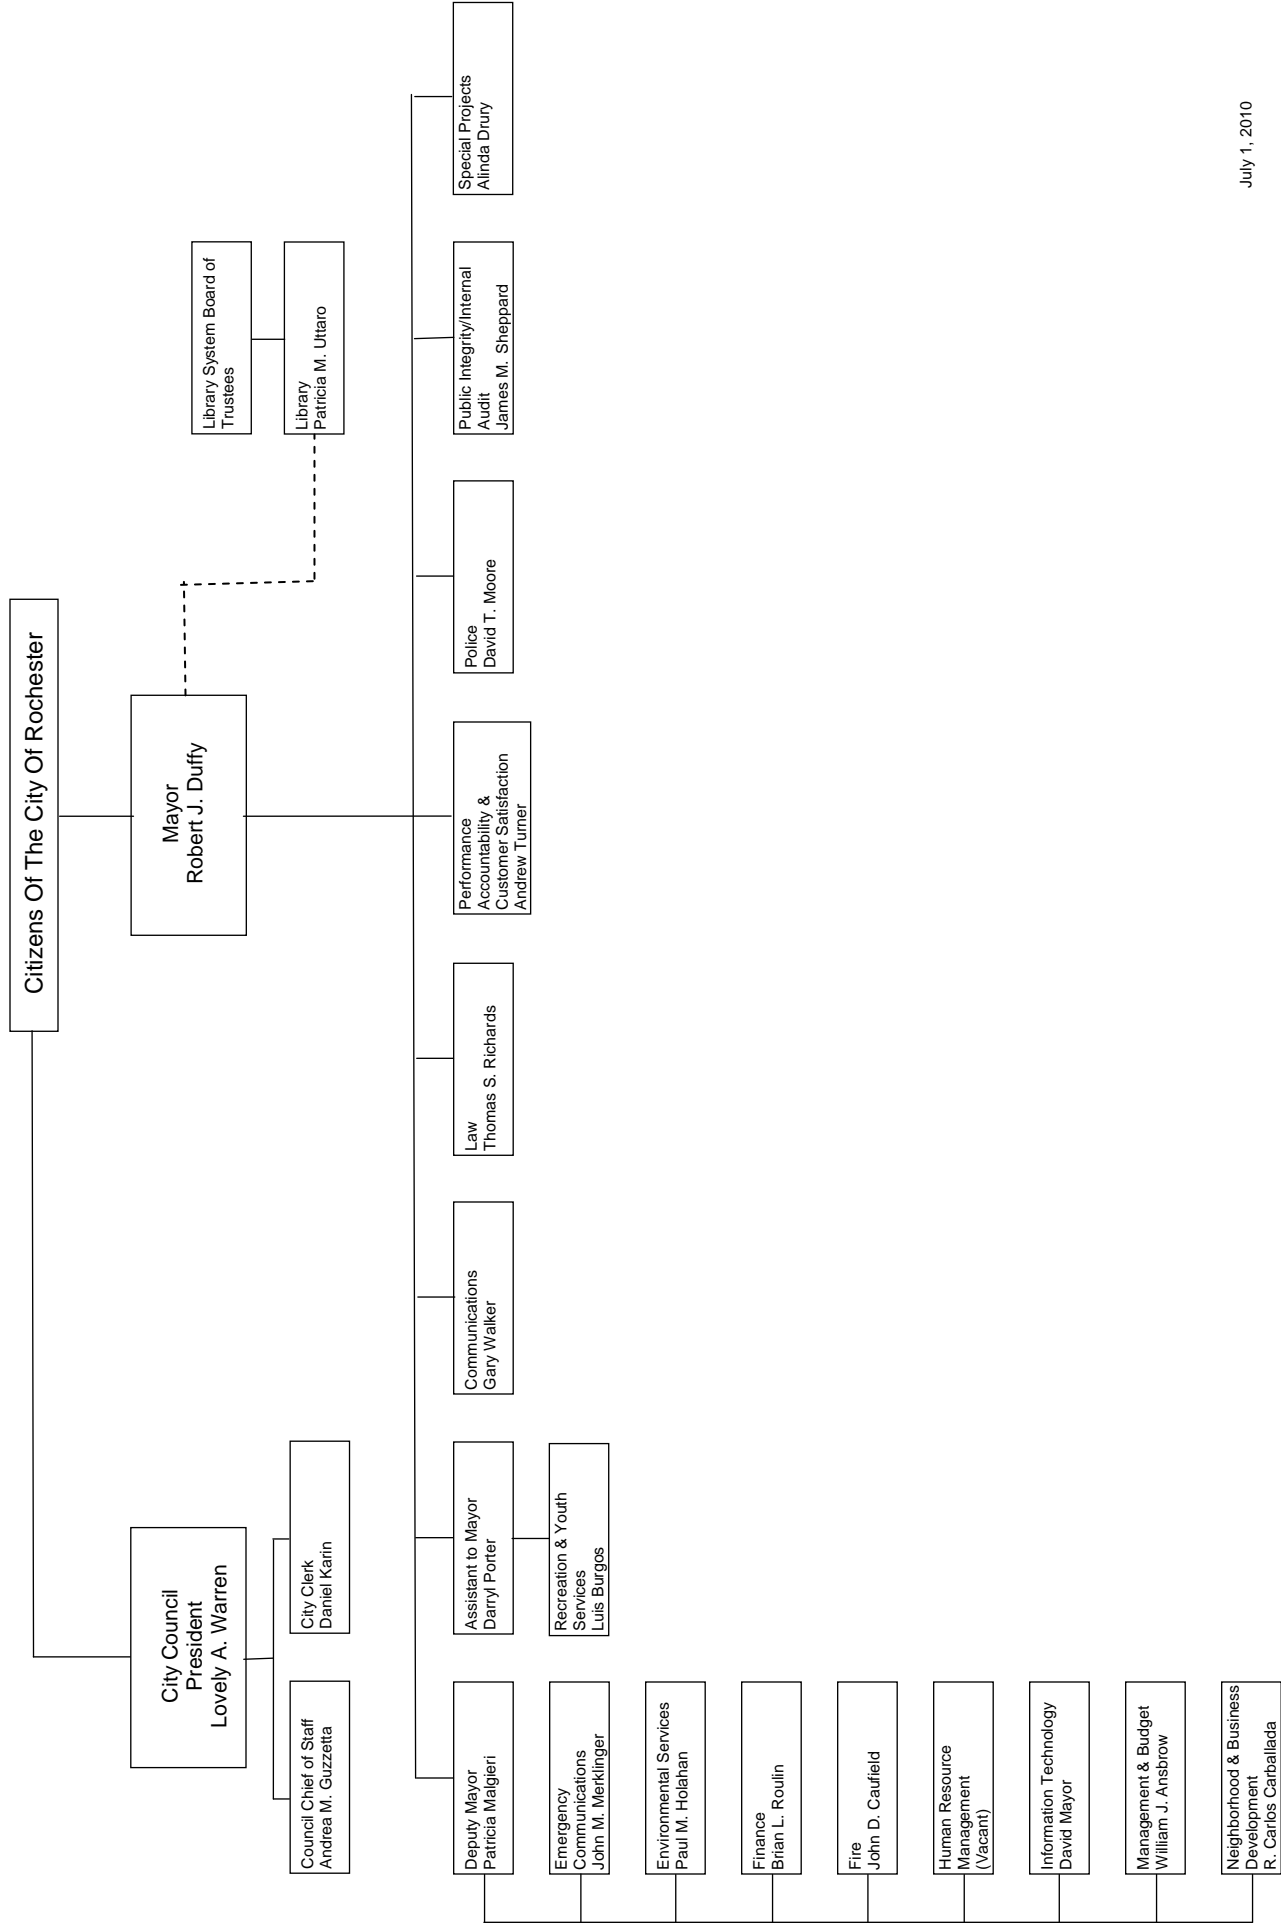 Citizens Of The City Of Rochester
City Council
President
Lovely A. Warren
Mayor
Robert J. Duffy
Library System Board of
Trustees
Library
Patricia M. Uttaro
Council Chief of Staff
Andrea M. Guzzetta
City Clerk
Daniel Karin
Deputy Mayor
Patricia Malgieri
Assistant to Mayor
Darryl Porter
Communications
Gary Walker
Law
Thomas S. Richards
Performance
Accountability &
Customer Satisfaction
Andrew Turner
Police
David T. Moore
Public Integrity/Internal
Audit
James M. Sheppard
Special Projects
Alinda Drury
Emergency
Communications
John M. Merklinger
Recreation & Youth
Services
Luis Burgos
Environmental Services
Paul M. Holahan
Finance
Brian L. Roulin
Fire
John D. Caufield
Human Resource
Management
(Vacant)
Information Technology
David Mayor
Management & Budget
William J. Ansbrow
Neighborhood & Business
Development
R. Carlos Carballada
July 1, 2010